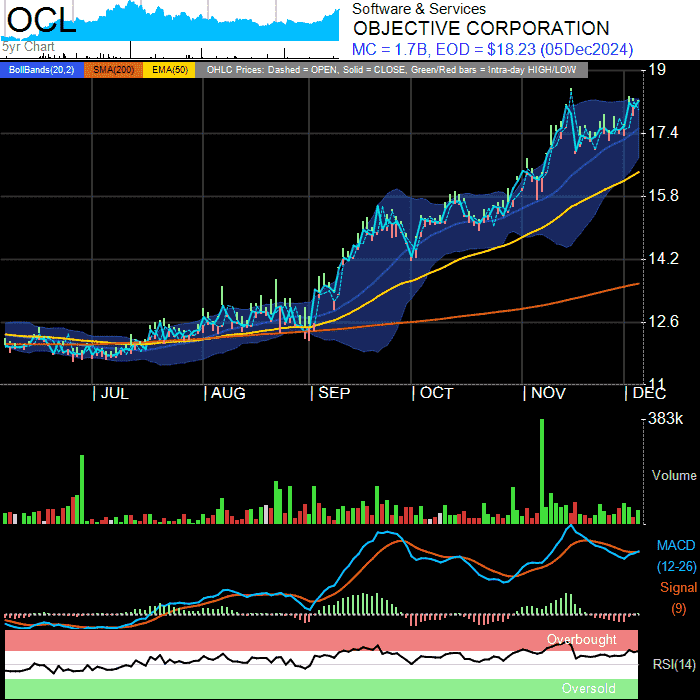 OCL
5yr Chart
Software & Services
OBJECTIVE CORPORATION
MC = 1.7B, EOD = $18.23 (05Dec2024)
BollBands(20,2) SMA(200) EMA(50) OHLC Prices: Dashed = OPEN, Solid = CLOSE, Green/Red bars = Intra-day HIGH/LOW
19
17.4
15.8
14.2
12.6
11
| JUL | AUG | SEP | OCT | NOV | DEC
383k
Volume
MACD
(12-26)
Signal
(9)
Overbought
RSI(14)
Oversold